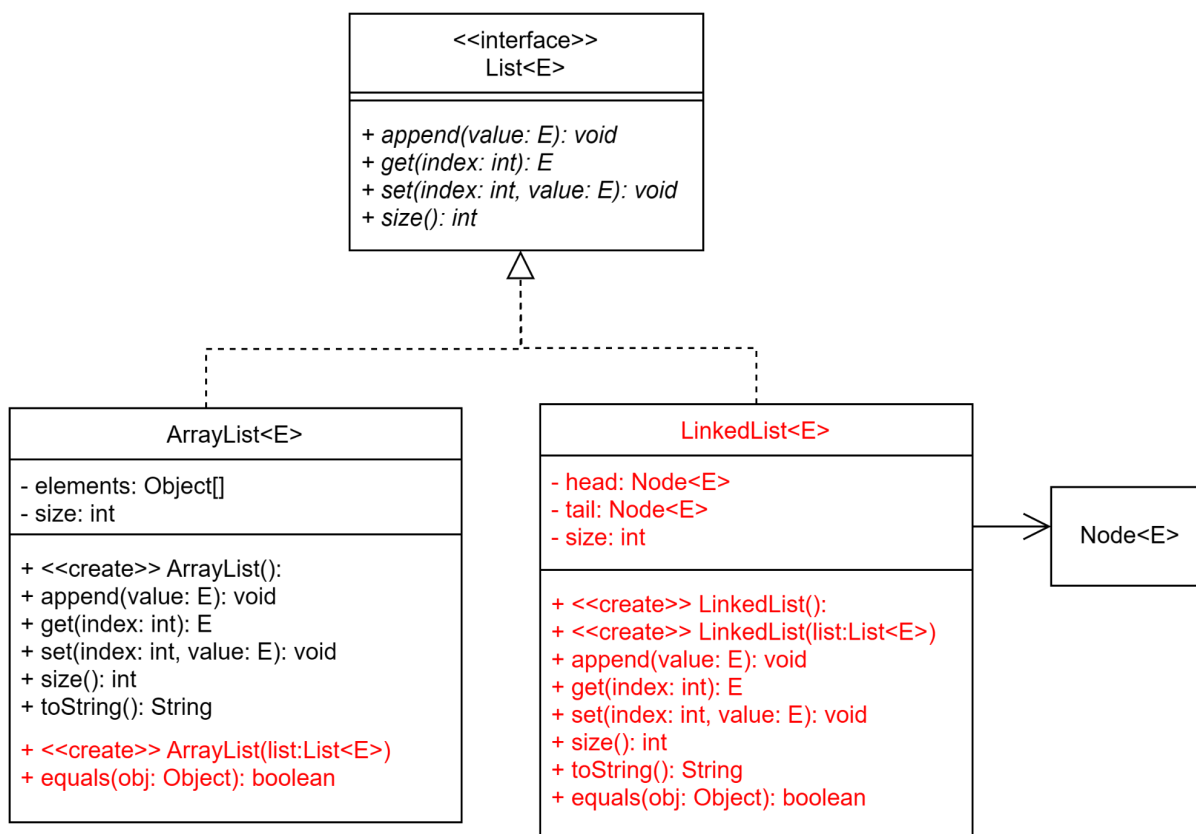 <<interface>>
List<E>
+ append(value: E): void
+ get(index: int): E
+ set(index: int, value: E): void
+ size(): int
ArrayList<E>
- elements: Object[]
- size: int
+ <<create>> ArrayList():
+ append(value: E): void
+ get(index: int): E
+ set(index: int, value: E): void
+ size(): int
+ toString(): String
+ <<create>> ArrayList(list:List<E>)
+ equals(obj: Object): boolean
LinkedList<E>
- head: Node<E>
- tail: Node<E>
- size: int
+ <<create>> LinkedList():
+ <<create>> LinkedList(list:List<E>)
+ append(value: E): void
+ get(index: int): E
+ set(index: int, value: E): void
+ size(): int
+ toString(): String
+ equals(obj: Object): boolean
Node<E>